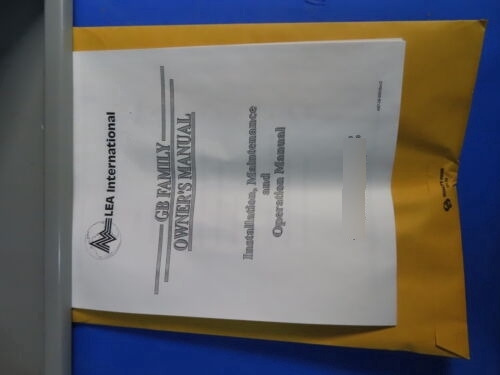 LEA International
GB FAMILY
OWNER'S MANUAL
Installation, Maintenance
and
Operation Manual